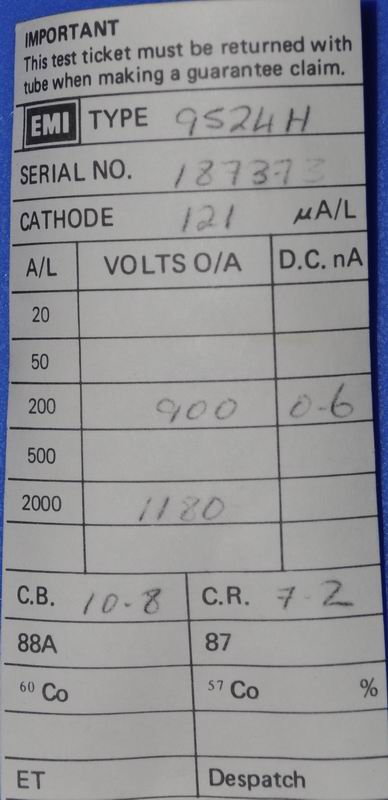 IMPORTANT
This test ticket must be returned with
tube when making a guarantee claim.
EMI TYPE 9524H
SERIAL NO. 187373
CATHODE 121 µA/L
A/L VOLTS O/A D.C. nA
20
50
200 900 0.6
500
2000 1180
C.B. 10.8 C.R. 7.2
88A 87
60 Co 57 Co %
ET Despatch